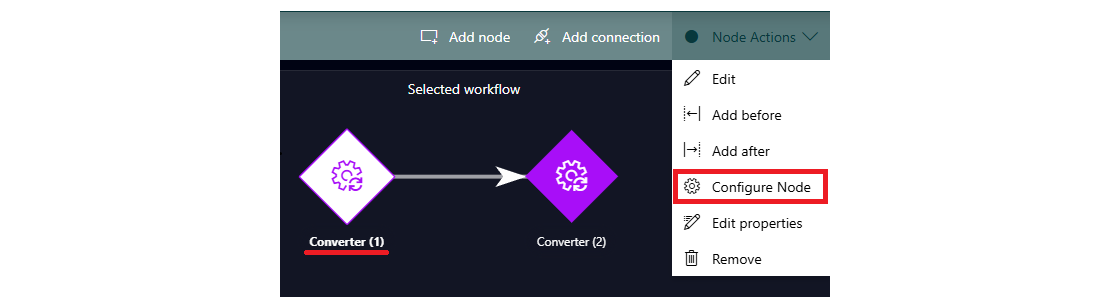 Add node
Add connection
Node Actions
Selected workflow
Edit
Add before
Add after
Configure Node
Edit properties
Remove
Converter (1)
Converter (2)